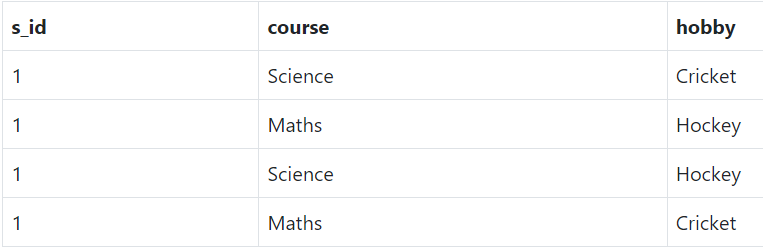 s_id course hobby
1 Science Cricket
1 Maths Hockey
1 Science Hockey
1 Maths Cricket